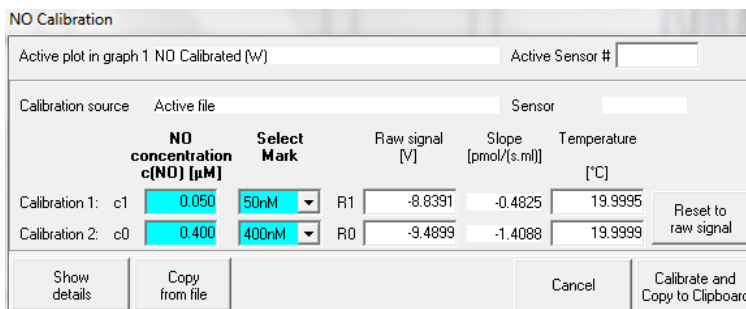 NO Calibration
Active plot in graph 1 NO Calibrated (W) Active Sensor #
Calibration source Active file Sensor
NO concentration c(NO) [µM] Select Mark Raw signal [V] Slope [pmol/(s.ml)] Temperature [°C]
Calibration 1: c1 0.050 50nM R1 -8.8391 -0.4825 19.9995
Calibration 2: c0 0.400 400nM R0 -9.4899 -1.4088 19.9999
Reset to raw signal
Show details
Copy from file
Cancel
Calibrate and Copy to Clipboard